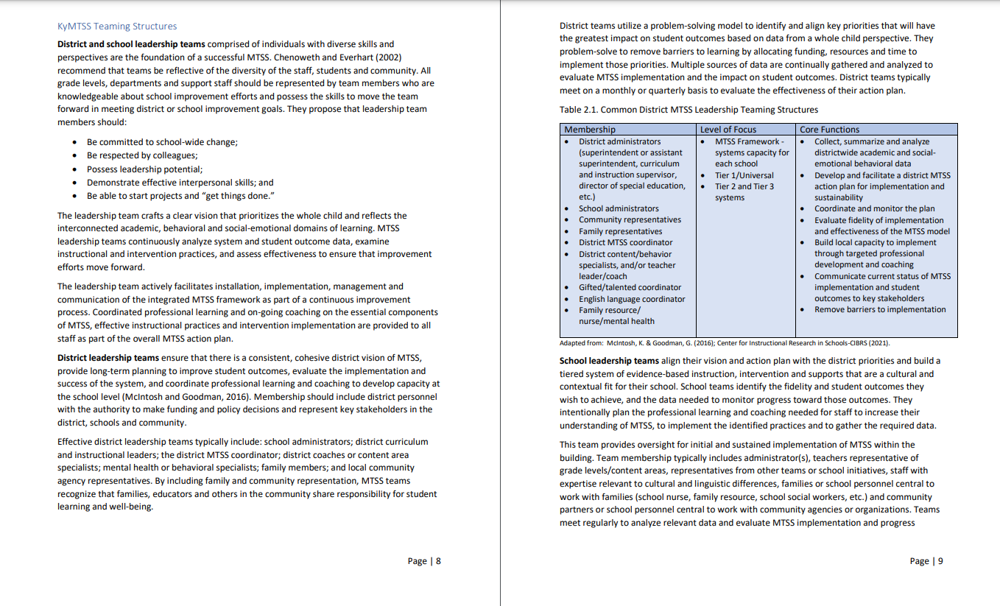 KyMTSS Teaming Structures
District and school leadership teams comprised of individuals with diverse skills and
perspectives are the foundation of a successful MTSS. Chenoweth and Everhart (2002)
recommend that teams be reflective of the diversity of the staff, students and community. All
grade levels, departments and support staff should be represented by team members who are
knowledgeable about school improvement efforts and possess the skills to move the team
forward in meeting district or school improvement goals. They propose that leadership team
members should:
• Be committed to school-wide change;
• Be respected by colleagues;
• Possess leadership potential;
• Demonstrate effective interpersonal skills; and
• Be able to start projects and “get things done.”
The leadership team crafts a clear vision that prioritizes the whole child and reflects the
interconnected academic, behavioral and social-emotional domains of learning. MTSS
leadership teams continuously analyze system and student outcome data, examine
instructional and intervention practices, and assess effectiveness to ensure that improvement
efforts move forward.
The leadership team actively facilitates installation, implementation, management and
communication of the integrated MTSS framework as part of a continuous improvement
process. Coordinated professional learning and on-going coaching on the essential components
of MTSS, effective instructional practices and intervention implementation are provided to all
staff as part of the overall MTSS action plan.
District leadership teams ensure that there is a consistent, cohesive district vision of MTSS,
provide long-term planning to improve student outcomes, evaluate the implementation and
success of the system, and coordinate professional learning and coaching to develop capacity at
the school level (McIntosh and Goodman, 2016). Membership should include district personnel
with the authority to make funding and policy decisions and represent key stakeholders in the
district, schools and community.
Effective district leadership teams typically include: school administrators; district curriculum
and instructional leaders; the district MTSS coordinator; district coaches or content area
specialists; mental health or behavioral specialists; family members; and local community
agency representatives. By including family and community representation, MTSS teams
recognize that families, educators and others in the community share responsibility for student
learning and well-being.
Page | 8
District teams utilize a problem-solving model to identify and align key priorities that will have
the greatest impact on student outcomes based on data from a whole child perspective. They
problem-solve to remove barriers to learning by allocating funding, resources and time to
implement those priorities. Multiple sources of data are continually gathered and analyzed to
evaluate MTSS implementation and the impact on student outcomes. District teams typically
meet on a monthly or quarterly basis to evaluate the effectiveness of their action plan.
Table 2.1. Common District MTSS Leadership Teaming Structures
Membership
• District administrators
(superintendent or assistant
superintendent, curriculum
and instruction supervisor,
director of special education,
etc.)
• School administrators
• Community representatives
• Family representatives
• District MTSS coordinator
• District content/behavior
specialists, and/or teacher
leader/coach
• Gifted/talented coordinator
• English language coordinator
• Family resource/
nurse/mental health
Level of Focus
• MTSS Framework -
systems capacity for
each school
• Tier 1/Universal
• Tier 2 and Tier 3
systems
Core Functions
• Collect, summarize and analyze
districtwide academic and social-
emotional behavioral data
• Develop and facilitate a district MTSS
action plan for implementation and
sustainability
• Coordinate and monitor the plan
• Evaluate fidelity of implementation
and effectiveness of the MTSS model
• Build local capacity to implement
through targeted professional
development and coaching
• Communicate current status of MTSS
implementation and student
outcomes to key stakeholders
• Remove barriers to implementation
Adapted from: McIntosh, K. & Goodman, G. (2016); Center for Instructional Research in Schools-CIBRS (2021).
School leadership teams align their vision and action plan with the district priorities and build a
tiered system of evidence-based instruction, intervention and supports that are a cultural and
contextual fit for their school. School teams identify the fidelity and student outcomes they
wish to achieve, and the data needed to monitor progress toward those outcomes. They
intentionally plan the professional learning and coaching needed for staff to increase their
understanding of MTSS, to implement the identified practices and to gather the required data.
This team provides oversight for initial and sustained implementation of MTSS within the
building. Team membership typically includes administrator(s), teachers representative of
grade levels/content areas, representatives from other teams or school initiatives, staff with
expertise relevant to cultural and linguistic differences, families or school personnel central to
work with families (school nurse, family resource, school social workers, etc.) and community
partners or school personnel central to work with community agencies or organizations. Teams
meet regularly to analyze relevant data and evaluate MTSS implementation and progress
Page | 9